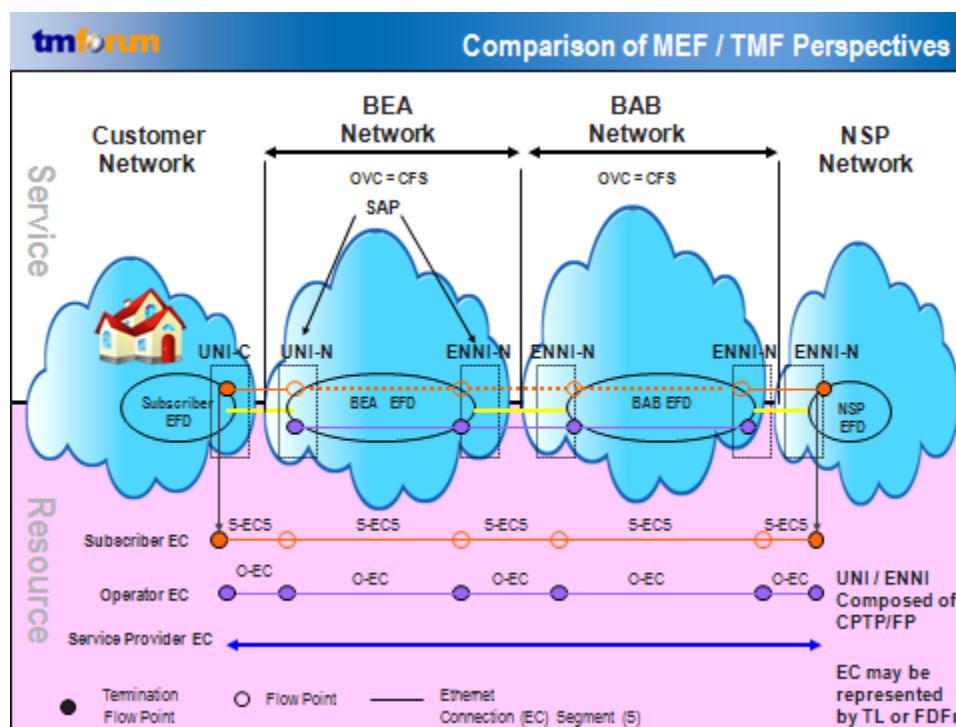 tmforum
Comparison of MEF / TMF Perspectives
Customer
Network
BEA
Network
BAB
Network
NSP
Network
Service
OVC = CFS
OVC = CFS
SAP
UNI-C
UNI-N
ENNI-N
ENNI-N
ENNI-N
ENNI-N
Subscriber
EFD
BEA EFD
BAB EFD
NSP
EFD
Resource
S-ECS
S-ECS
S-ECS
S-ECS
S-ECS
Subscriber EC
O-EC
O-EC
O-EC
O-EC
O-EC
Operator EC
UNI / ENNI
Composed of
CPTP/FP
Service Provider EC
EC may be
represented
by TL or FDFr
Termination
Flow Point
Flow Point
Ethernet
Connection (EC) Segment (S)